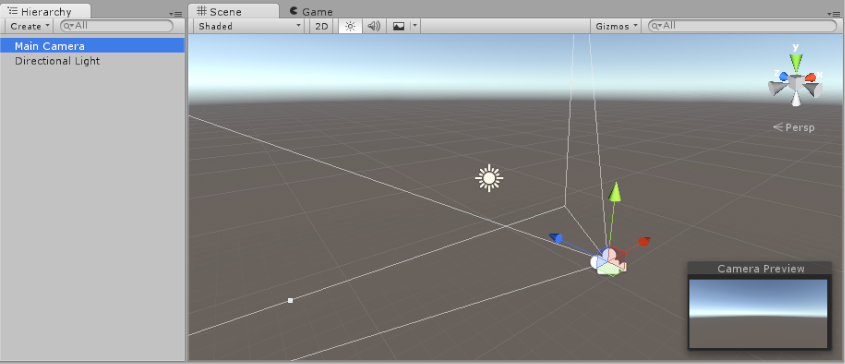 Hierarchy
Create All
Main Camera
Directional Light
Scene Game
Shaded 2D Gizmos All
y
z x
Persp
Camera Preview